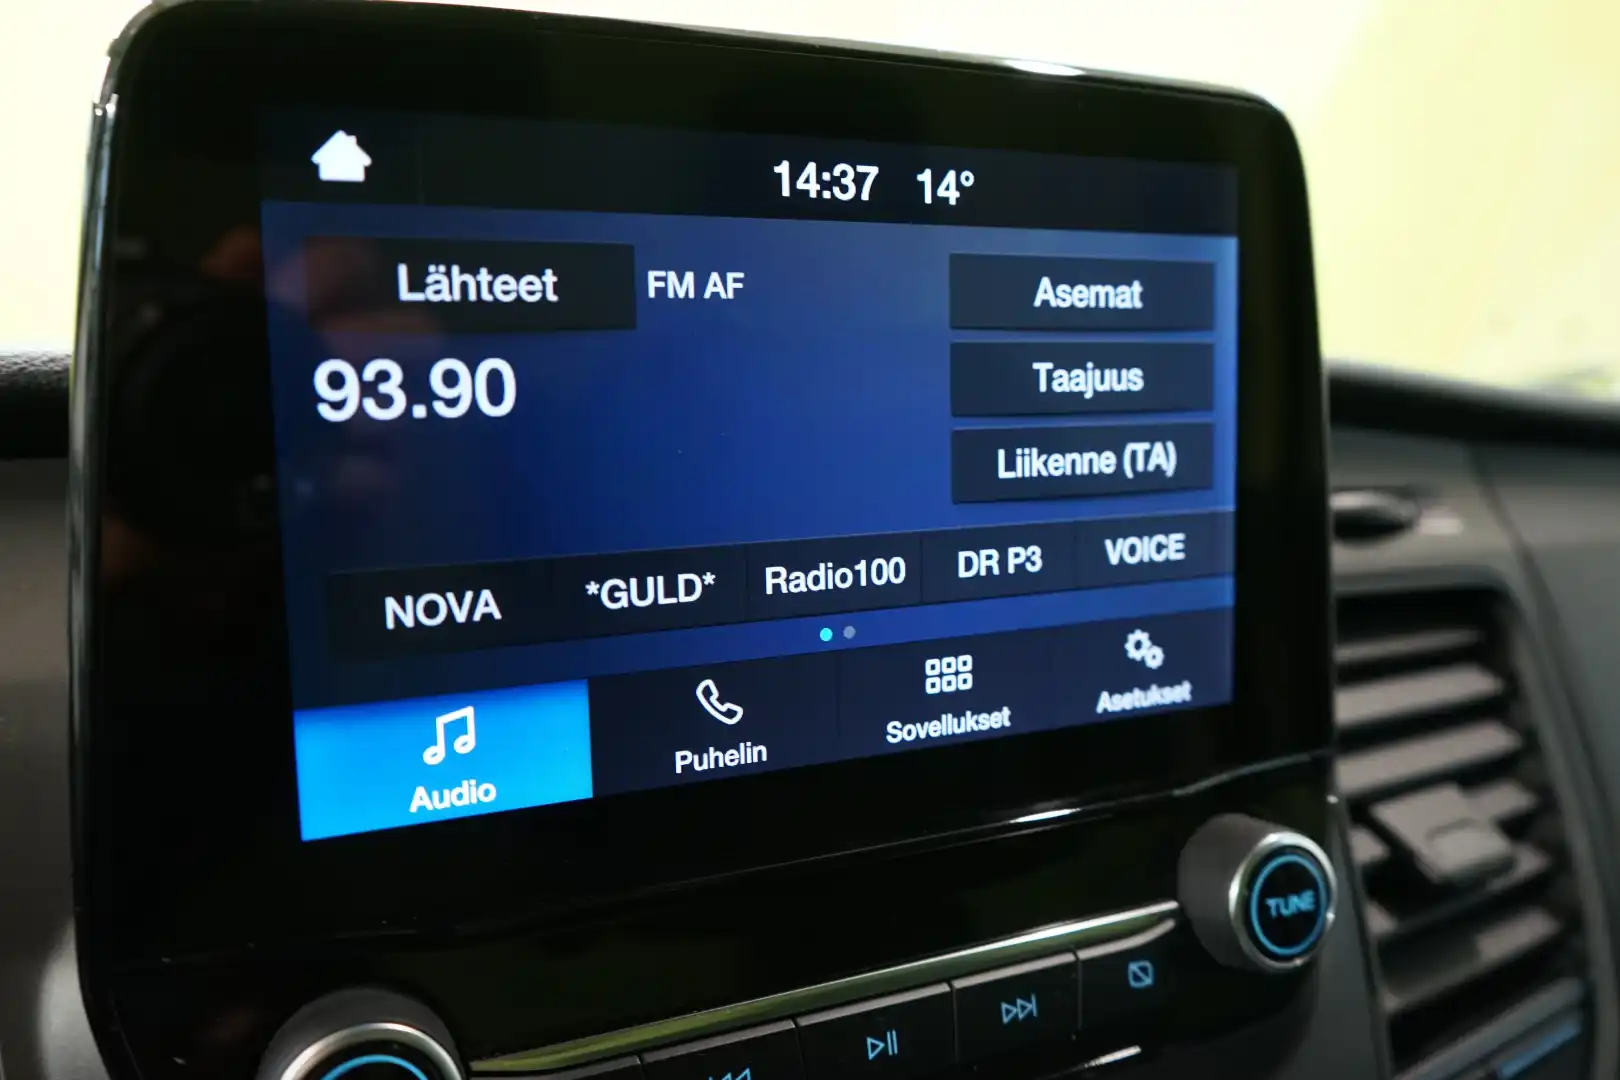 14:37 14°
Lähteet FM AF
93.90
Asemat
Taajuus
Liikenne (TA)
NOVA *GULD* Radio100 DR P3 VOICE
Audio Puhelin Sovellukset Asetukset
TUNE